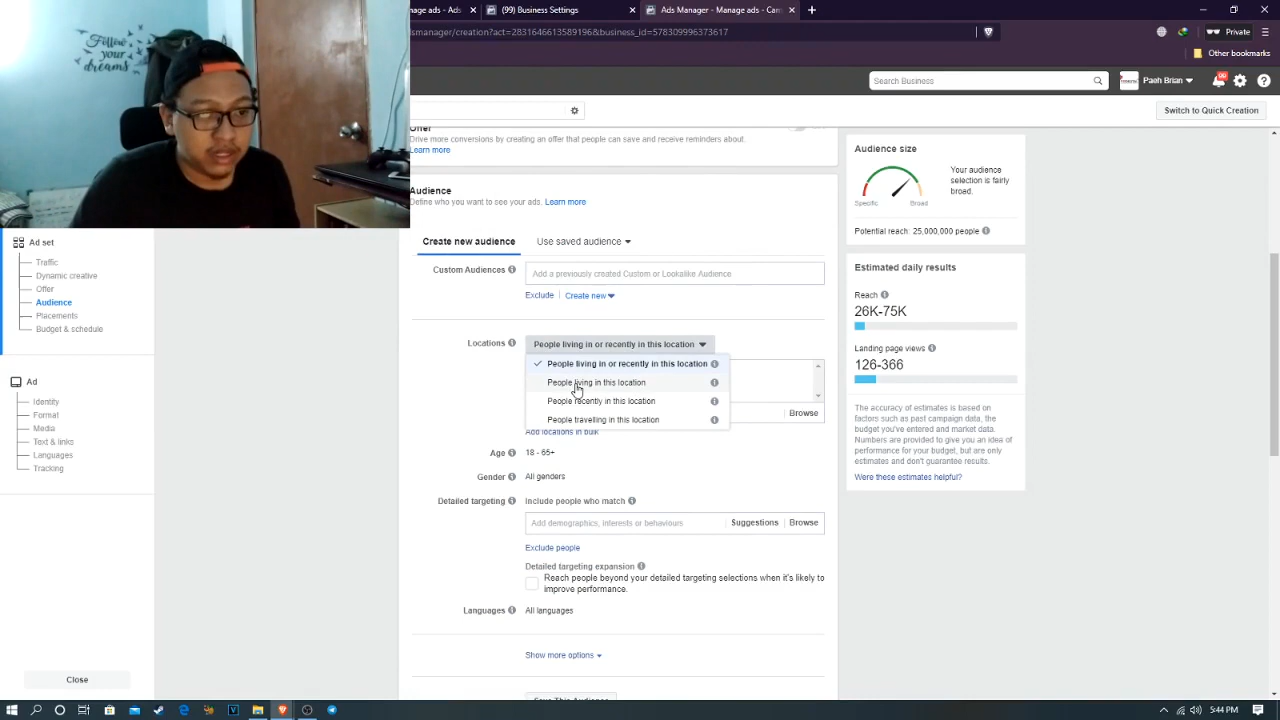 nage ads - Ads
(99) Business Settings
Ads Manager - Manage ads - Cam
smanager/creation?act=2831646613589196&business_id=578309996373617
Private
Other Bookmarks
Follow
your
dreams
Search Business
Paeh Brian
Switch to Quick Creation
Offer
Drive more conversions by creating an offer that people can save and receive reminders about.
Learn more
Audience
Define who you want to see your ads. Learn more
Create new audience
Use saved audience
Custom Audiences
Add a previously created Custom or Lookalike Audience
Exclude
Create new
Locations
People living in or recently in this location
People living in or recently in this location
People living in this location
People recently in this location
People travelling in this location
Browse
Add locations in bulk
Age
18 - 65+
Gender
All genders
Detailed targeting
Include people who match
Add demographics, interests or behaviours
Suggestions
Browse
Exclude people
Detailed targeting expansion
Reach people beyond your detailed targeting selections when it's likely to
improve performance.
Languages
All languages
Show more options
Save This Audience
Ad set
Traffic
Dynamic creative
Offer
Audience
Placements
Budget & schedule
Ad
Identity
Format
Media
Text & links
Languages
Tracking
Close
Audience size
Your audience
selection is fairly
broad.
Specific
Broad
Potential reach 25,000,000 people
Estimated daily results
Reach
26K-75K
Landing page views
126-366
The accuracy of estimates is based on
factors such as past campaign data, the
budget you've entered and market data.
Numbers are provided to give you an idea of
performance for your budget, but are only
estimates and don't guarantee results.
Were these estimates helpful?
5:44 PM